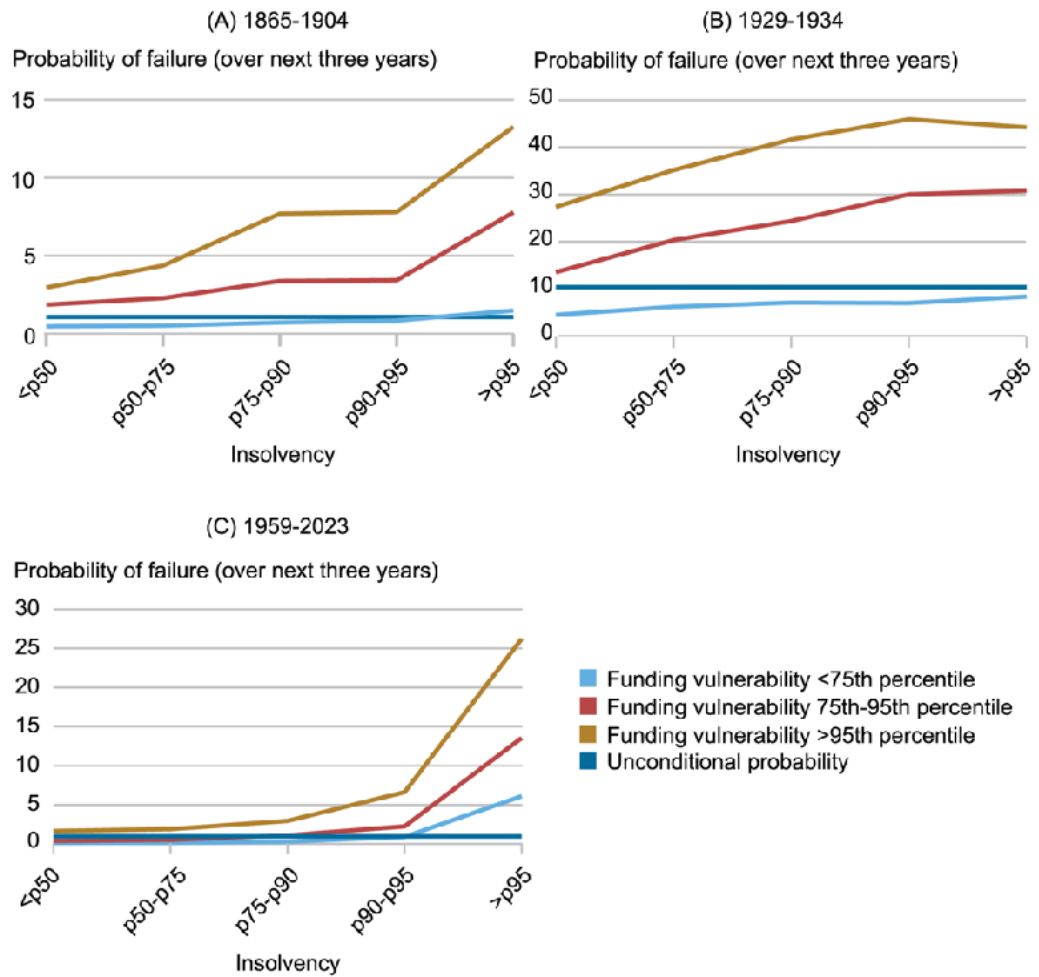 (A) 1865-1904
Probability of failure (over next three years)
15
10
5
0
<p50
p50-p75
p75-p90
p90-p95
>p95
Insolvency
(B) 1929-1934
Probability of failure (over next three years)
50
40
30
20
10
0
<p50
p50-p75
p75-p90
p90-p95
>p95
Insolvency
(C) 1959-2023
Probability of failure (over next three years)
30
25
20
15
10
5
0
<p50
p50-p75
p75-p90
p90-p95
>p95
Insolvency
Funding vulnerability <75th percentile
Funding vulnerability 75th-95th percentile
Funding vulnerability >95th percentile
Unconditional probability